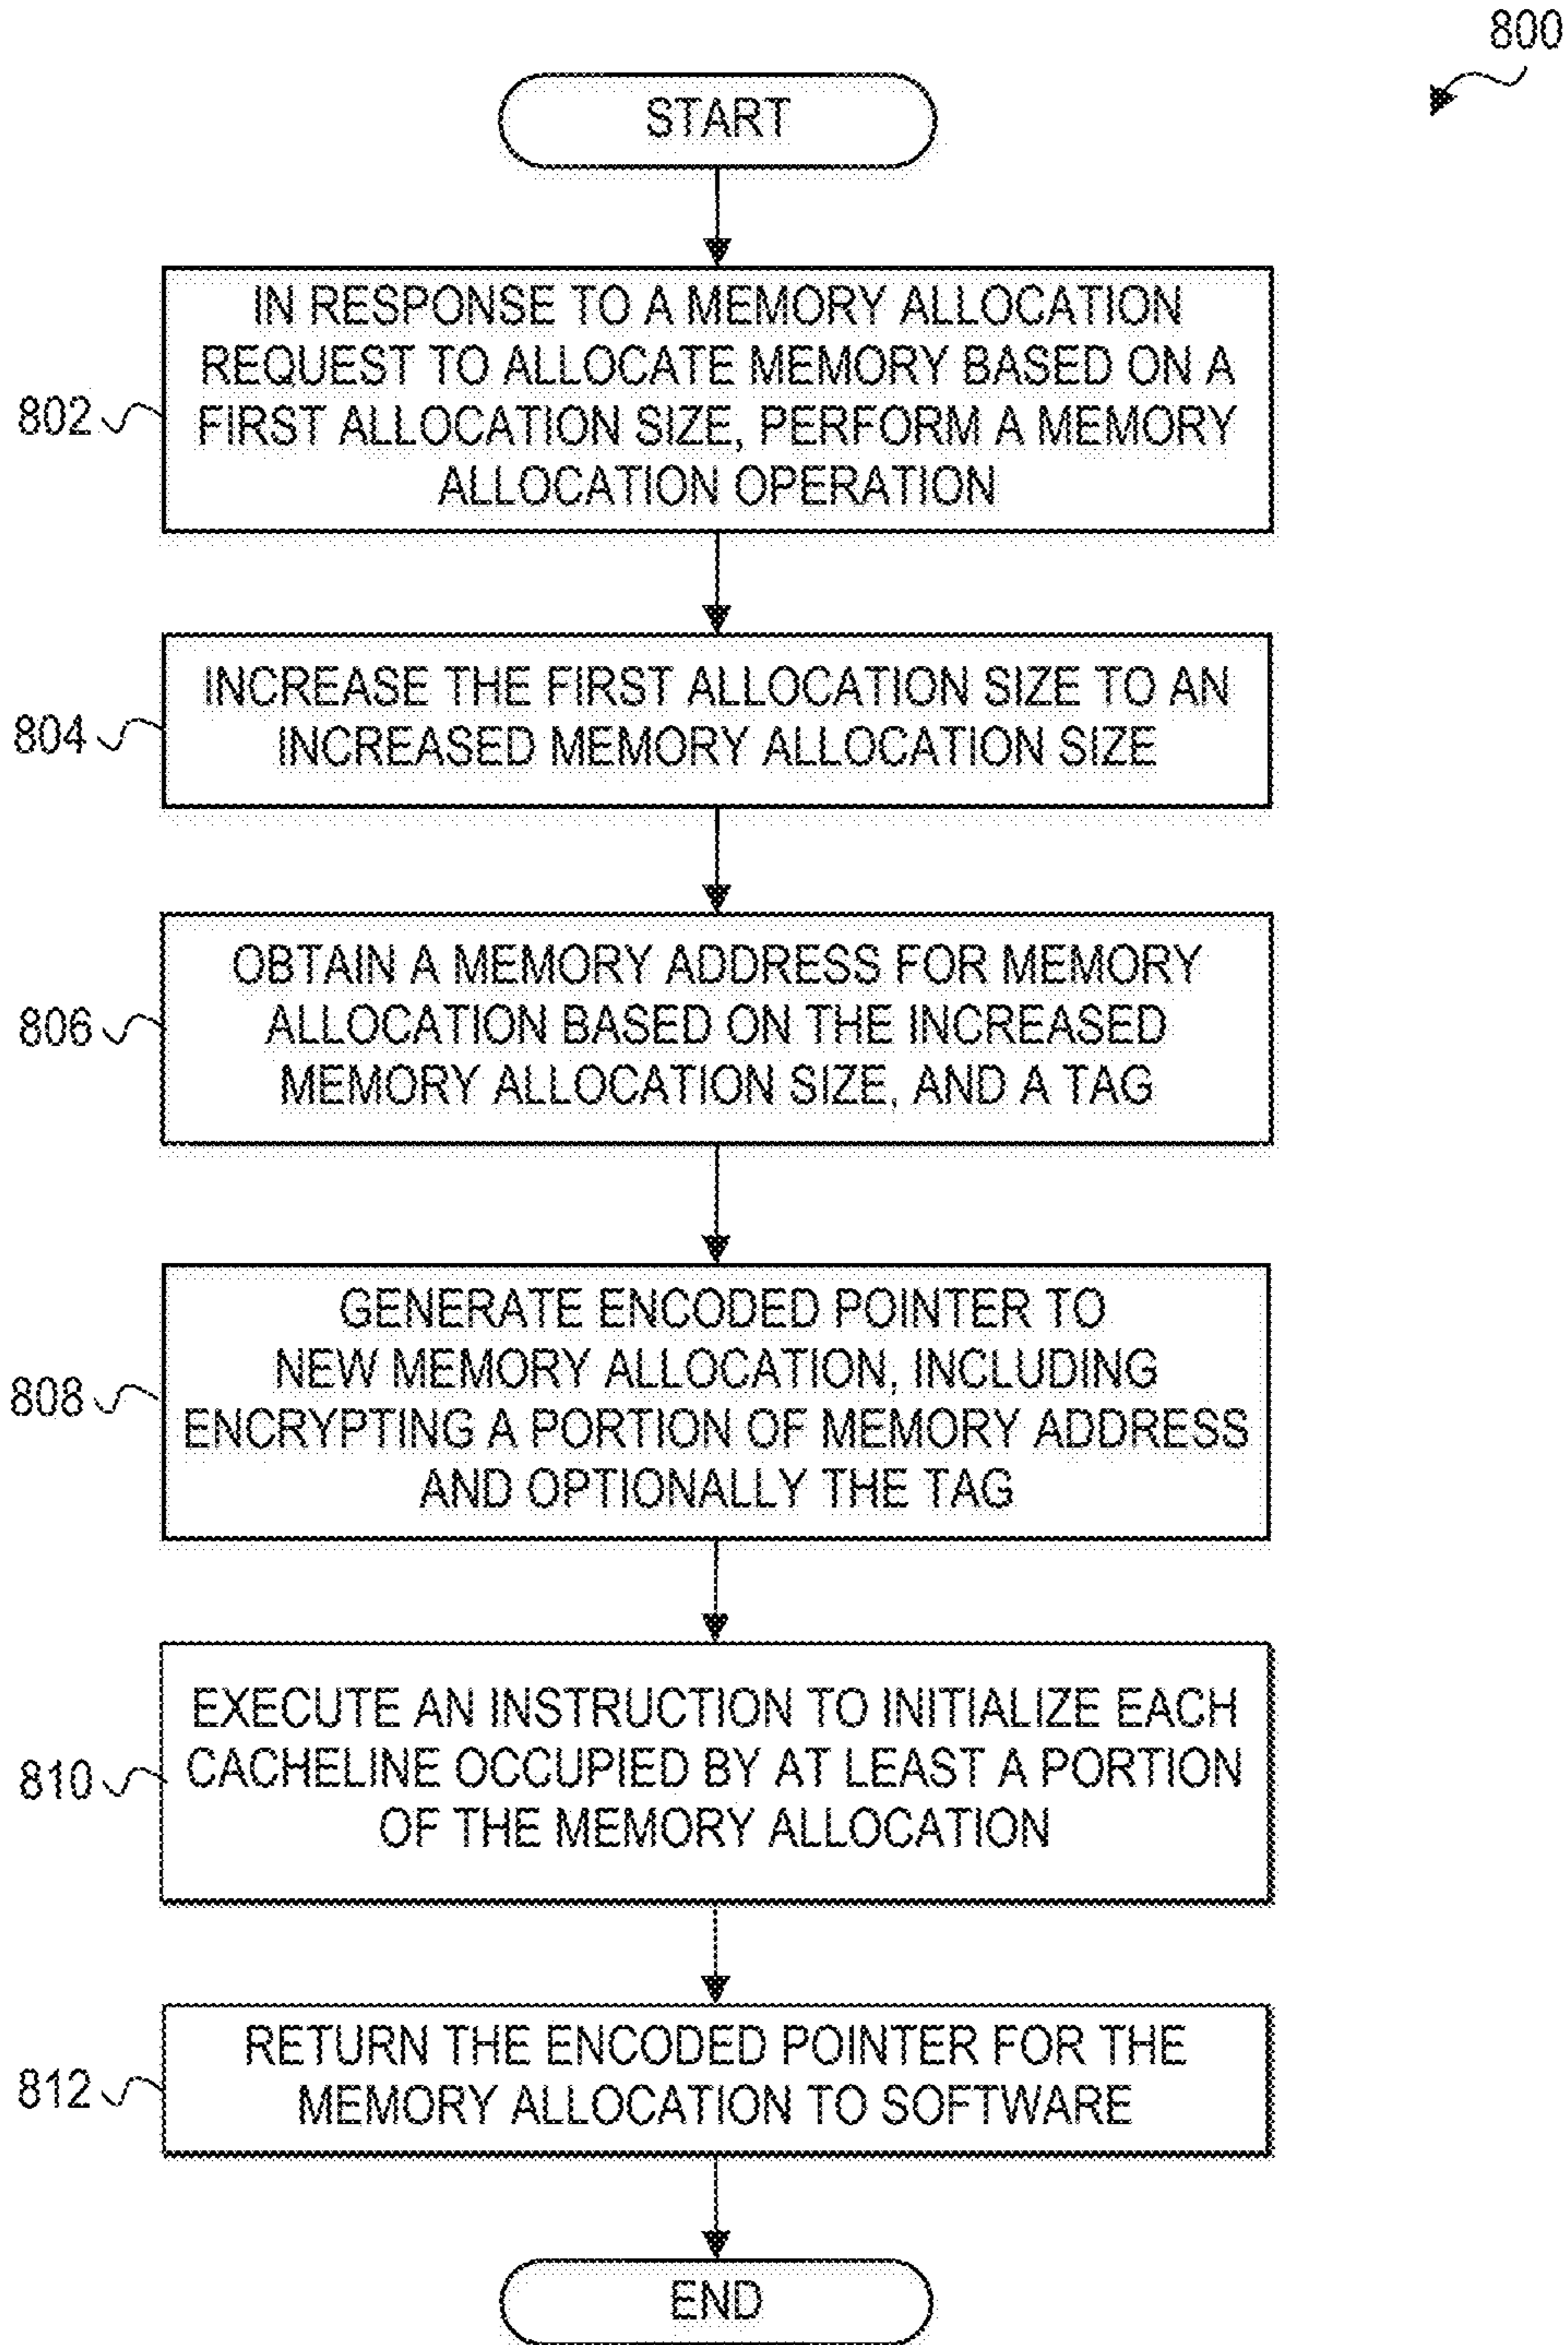 800
START
802
IN RESPONSE TO A MEMORY ALLOCATION
REQUEST TO ALLOCATE MEMORY BASED ON A
FIRST ALLOCATION SIZE, PERFORM A MEMORY
ALLOCATION OPERATION
804
INCREASE THE FIRST ALLOCATION SIZE TO AN
INCREASED MEMORY ALLOCATION SIZE
806
OBTAIN A MEMORY ADDRESS FOR MEMORY
ALLOCATION BASED ON THE INCREASED
MEMORY ALLOCATION SIZE, AND A TAG
808
GENERATE ENCODED POINTER TO
NEW MEMORY ALLOCATION, INCLUDING
ENCRYPTING A PORTION OF MEMORY ADDRESS
AND OPTIONALLY THE TAG
810
EXECUTE AN INSTRUCTION TO INITIALIZE EACH
CACHELINE OCCUPIED BY AT LEAST A PORTION
OF THE MEMORY ALLOCATION
812
RETURN THE ENCODED POINTER FOR THE
MEMORY ALLOCATION TO SOFTWARE
END